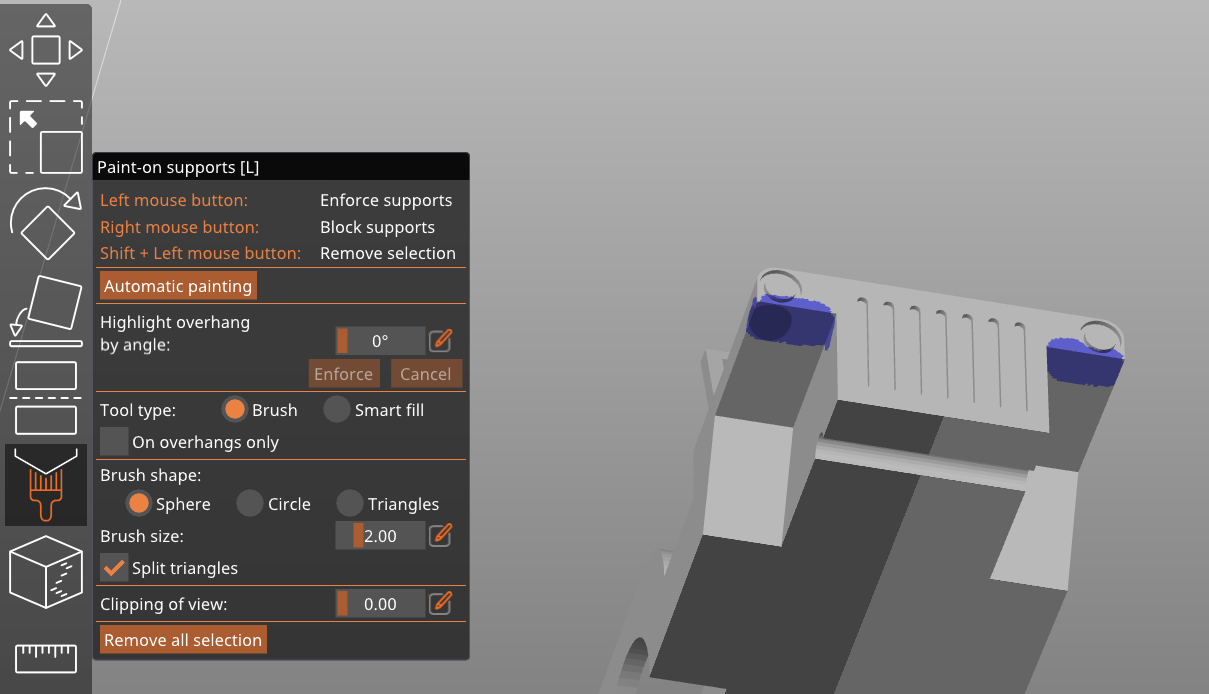 Paint-on supports [L]
Left mouse button: Enforce supports
Right mouse button: Block supports
Shift + Left mouse button: Remove selection
Automatic painting
Highlight overhang
by angle: 0°
Enforce Cancel
Tool type: Brush Smart fill
On overhangs only
Brush shape:
Sphere Circle Triangles
Brush size: 2.00
Split triangles
Clipping of view: 0.00
Remove all selection